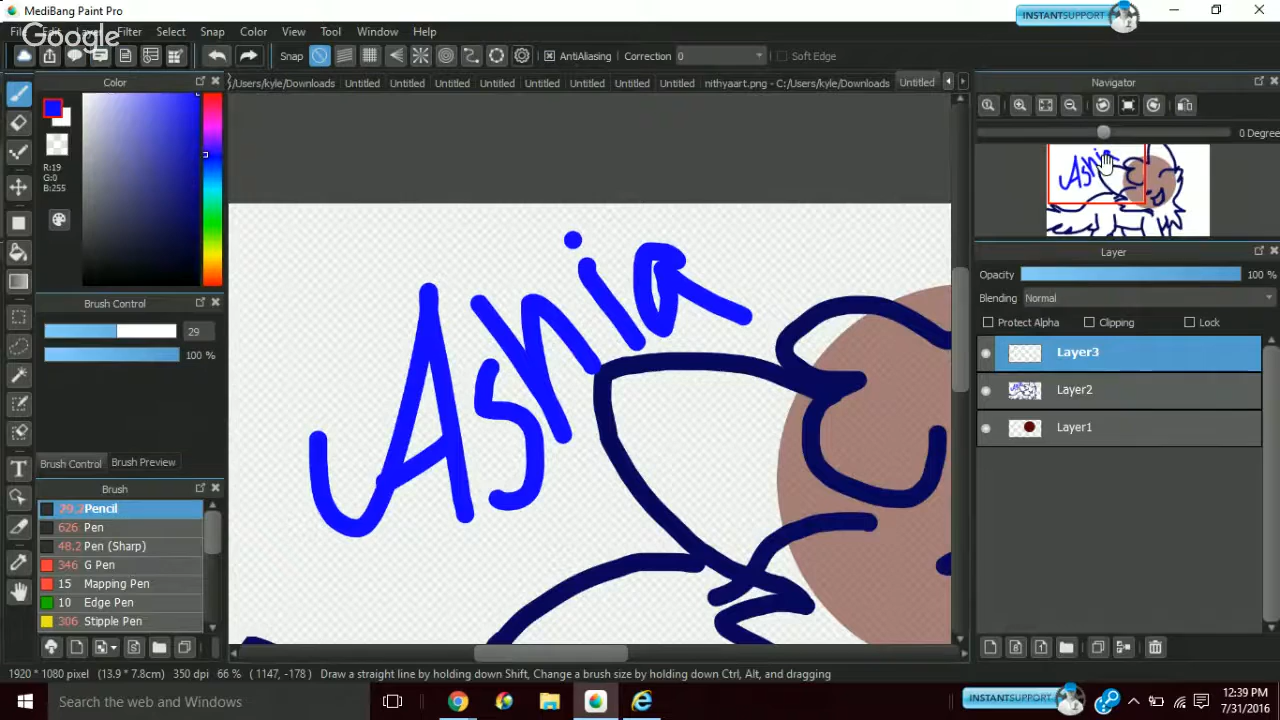 MediBang Paint Pro
INSTANTSUPPORT
File Edit Layer Filter Select Snap Color View Tool Window Help
Google
Snap AntiAliasing Correction 0 Soft Edge
Color
/Users/kyle/Downloads Untitled Untitled Untitled Untitled Untitled Untitled Untitled Untitled nithyaart.png - C:/Users/kyle/Downloads Untitled
Navigator
R:19
G:0
B:255
0 Degree
Ashia
Layer
Opacity 100 %
Blending Normal
Protect Alpha Clipping Lock
Layer3
Layer2
Layer1
Brush Control
29
100 %
Brush Control Brush Preview
Brush
29.2 Pencil
626 Pen
48.2 Pen (Sharp)
346 G Pen
15 Mapping Pen
10 Edge Pen
306 Stipple Pen
Ashia
1920 * 1080 pixel (13.9 * 7.8cm) 350 dpi 66 % ( 1147, -178 ) Draw a straight line by holding down Shift, Change a brush size by holding down Ctrl, Alt, and dragging
Search the web and Windows
INSTANTSUPPORT
12:39 PM
7/31/2016